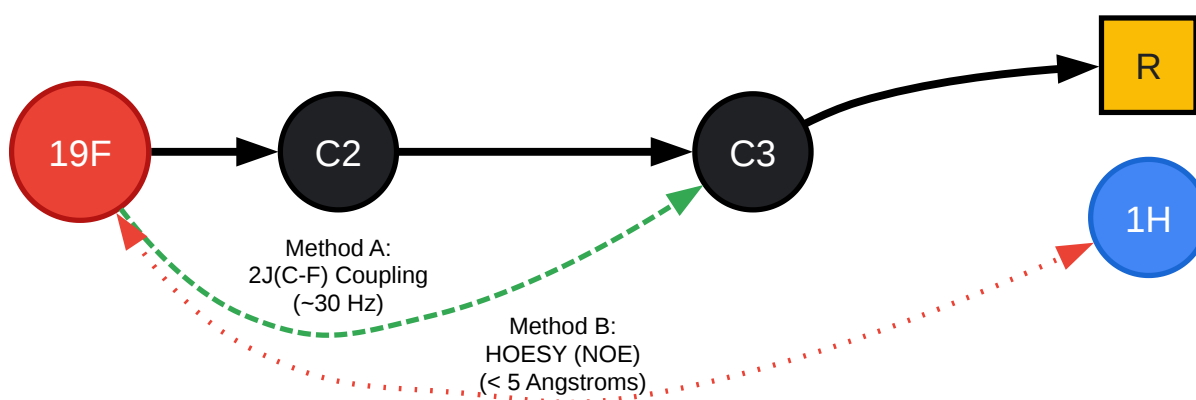 R
19F
C2
C3
1H
Method A:
2J(C-F) Coupling
(~30 Hz)
Method B:
HOESY (NOE)
(< 5 Angstroms)